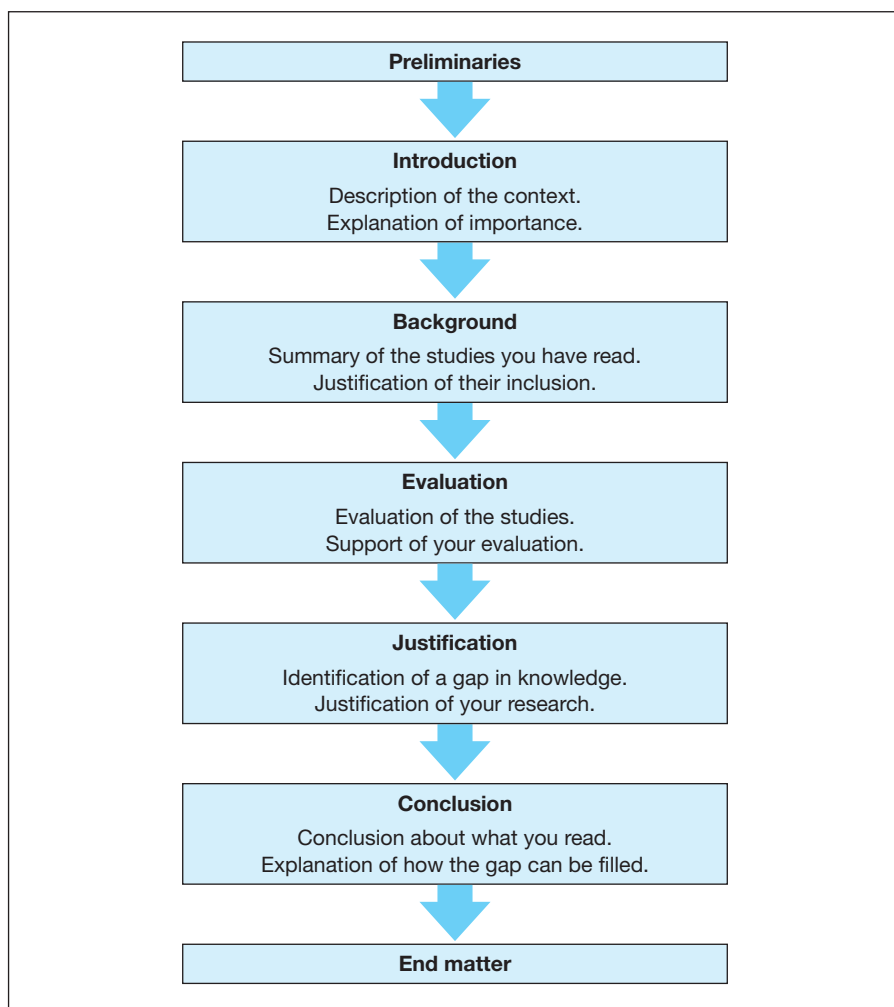 Preliminaries
Introduction
Description of the context.
Explanation of importance.
Background
Summary of the studies you have read.
Justification of their inclusion.
Evaluation
Evaluation of the studies.
Support of your evaluation.
Justification
Identification of a gap in knowledge.
Justification of your research.
Conclusion
Conclusion about what you read.
Explanation of how the gap can be filled.
End matter